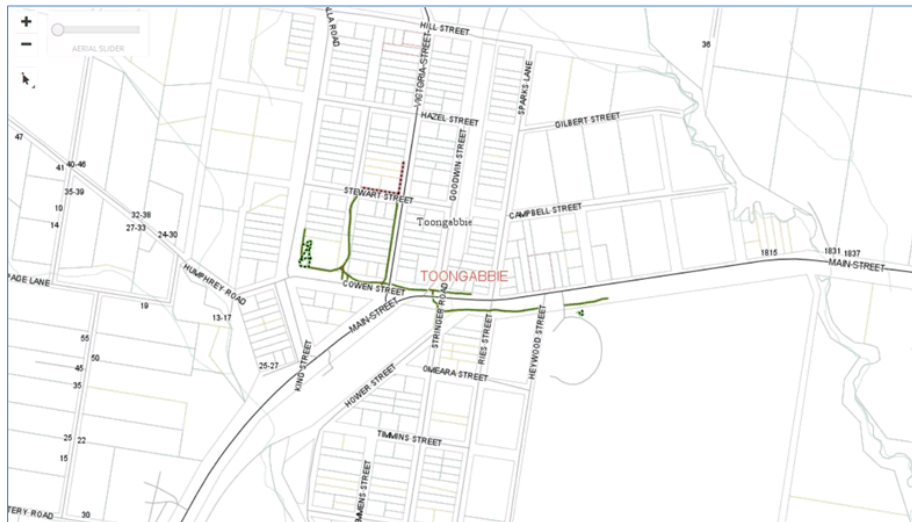 +
−
AERIAL SLIDER
HILL STREET
36
VICTORIA STREET
SPARKS LANE
HAZEL STREET
GILBERT STREET
GOODWIN STREET
47
41
40-46
35-39
10
14
32-38
27-33
24-30
STEWART STREET
Toongabbie
CAMPBELL STREET
1815
1831
1837
MAIN STREET
HUMPHREY ROAD
TOONGABBIE
COWEN STREET
PAGE LANE
19
13-17
MAIN STREET
STRINGER ROAD
RIES STREET
HEYWOOD STREET
55
50
45
35
25-27
KING STREET
HOWER STREET
OMEARA STREET
25
22
15
TIMMINS STREET
30
TERY ROAD